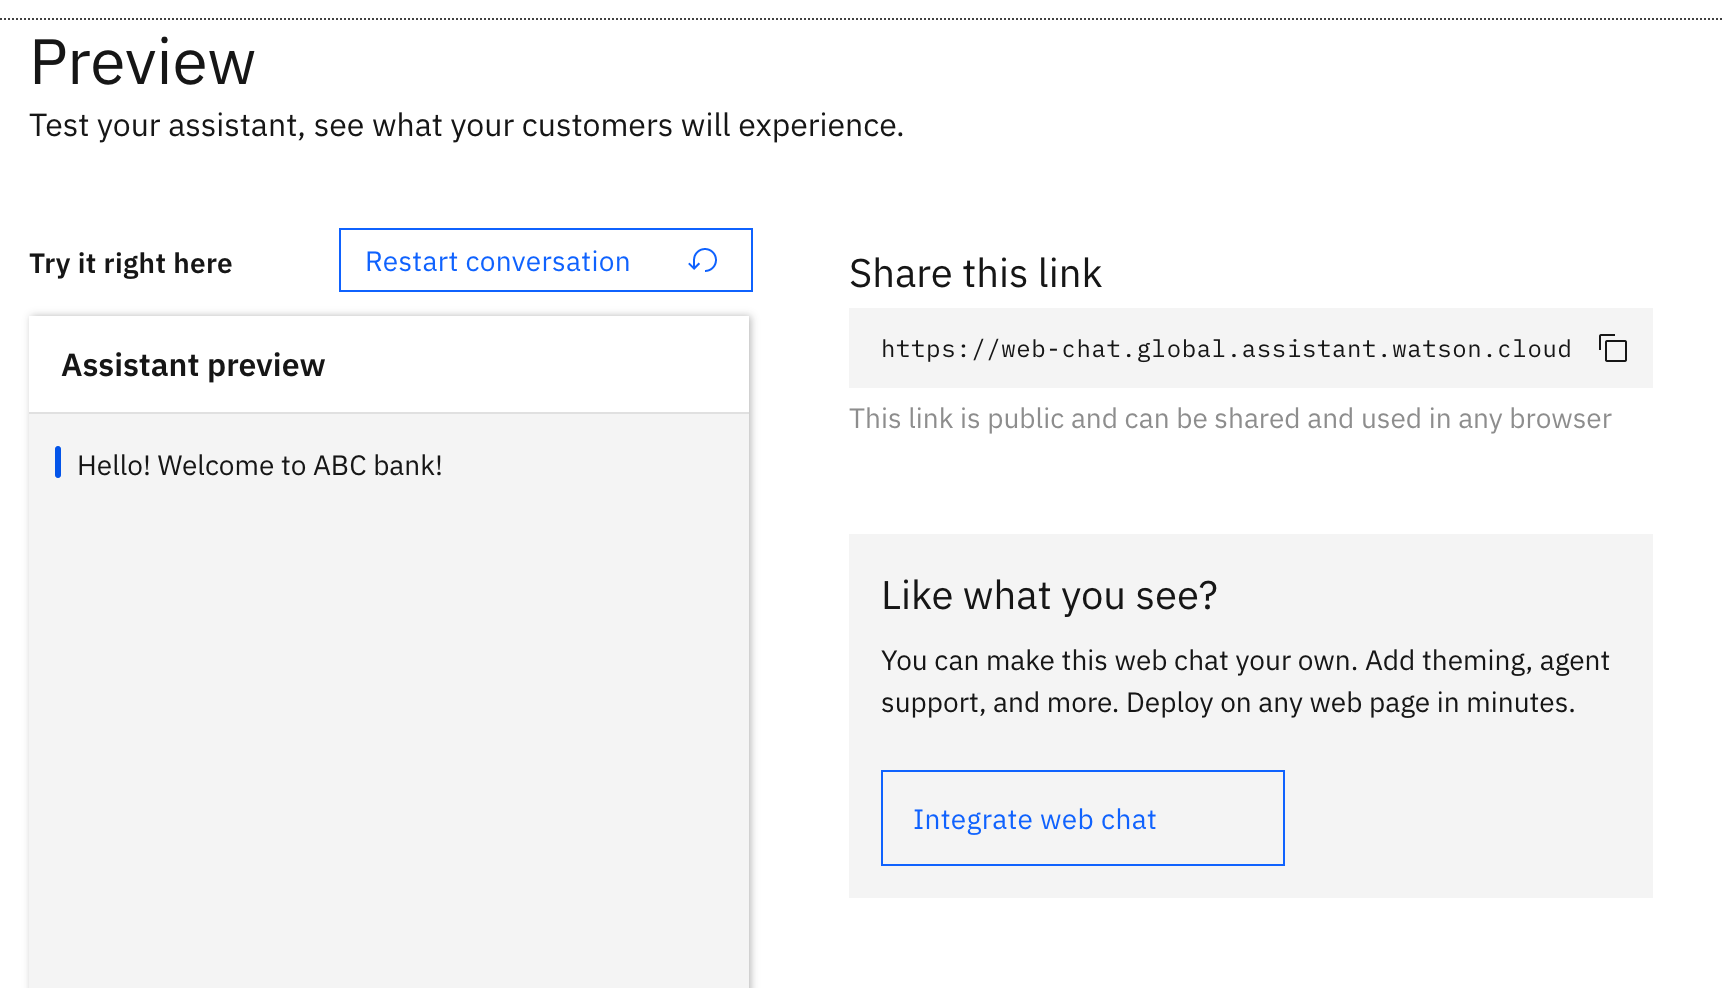 Preview
Test your assistant, see what your customers will experience.
Try it right here
Restart conversation
Assistant preview
Hello! Welcome to ABC bank!
Share this link
https://web-chat.global.assistant.watson.cloud
This link is public and can be shared and used in any browser
Like what you see?
You can make this web chat your own. Add theming, agent
support, and more. Deploy on any web page in minutes.
Integrate web chat